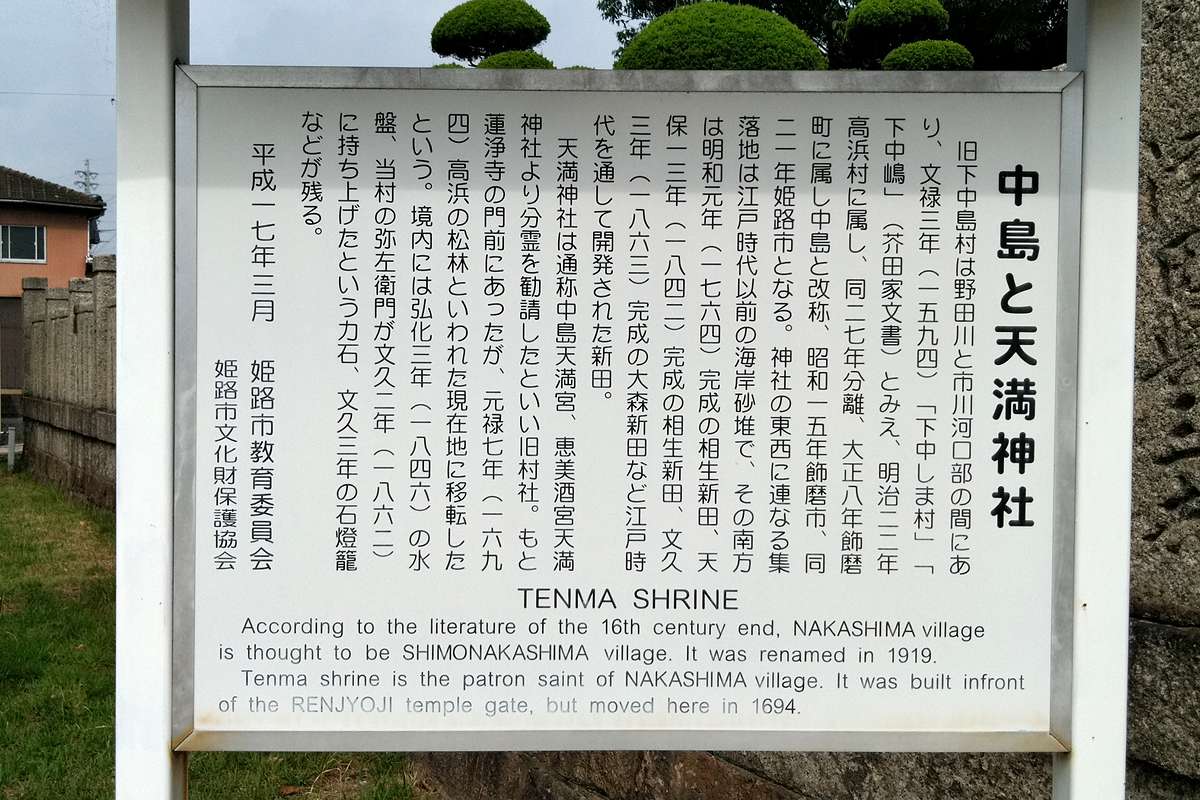 中島と天満神社
旧下中島村は野田川と市川河口部の間にあ
り、文禄三年（一五九四）「下中しま村」「
下中嶋」（芥田家文書）とみえ、明治二二年
高浜村に属し、同二七年分離、大正八年飾磨
町に属し中島と改称、昭和一五年飾磨市、同
二一年姫路市となる。神社の東西に連なる集
落地は江戸時代以前の海岸砂堆で、その南方
は明和元年（一七六四）完成の相生新田、天
保一三年（一八四二）完成の相生新田、文久
三年（一八六三）完成の大森新田など江戸時
代を通して開発された新田。
天満神社は通称中島天満宮、恵美酒宮天満
神社より分霊を勧請したといい旧村社。もと
蓮浄寺の門前にあったが、元禄七年（一六九
四）高浜の松林といわれた現在地に移転した
という。境内には弘化三年（一八四六）の水
盤、当村の弥左衛門が文久二年（一八六二）
に持ち上げたという力石、文久三年の石燈籠
などが残る。
平成一七年三月 姫路市教育委員会
姫路市文化財保護協会
TENMA SHRINE
According to the literature of the 16th century end, NAKASHIMA village
is thought to be SHIMONAKASHIMA village. It was renamed in 1919.
Tenma shrine is the patron saint of NAKASHIMA village. It was built infront
of the RENJYOJI temple gate, but moved here in 1694.